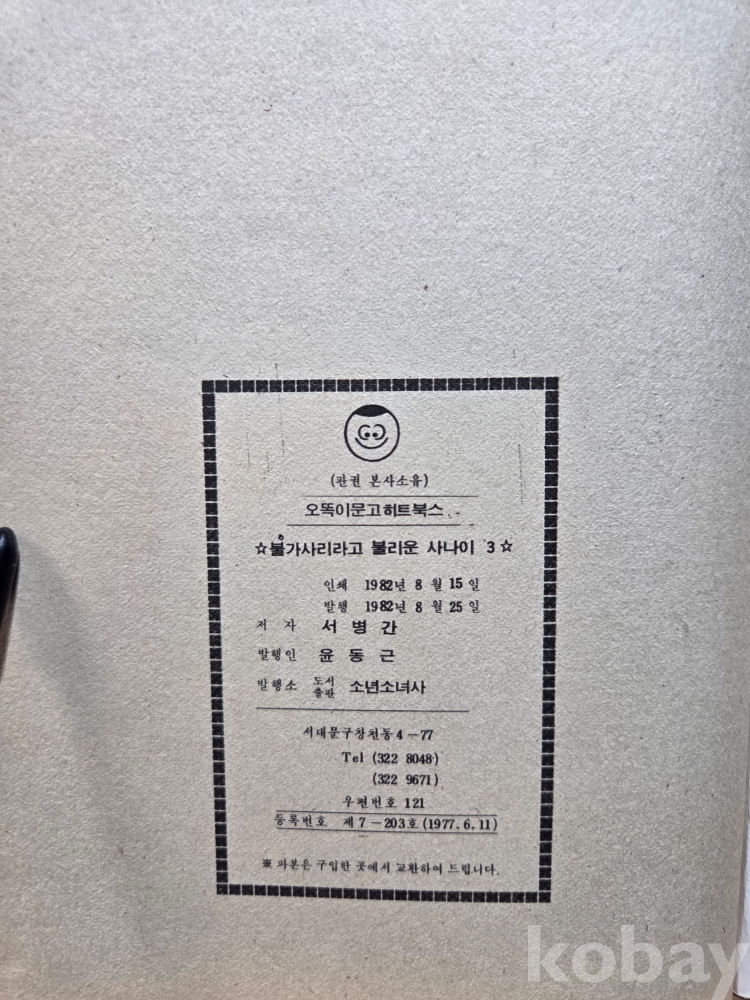 (판권 본사소유)
오똑이문고히트북스
☆불가사리라고 불리운 사나이 3☆
인쇄 1982년 8월 15일
발행 1982년 8월 25일
저자 서병간
발행인 윤동근
발행소 도서출판 소년소녀사
서대문구창천동4-77
Tel (322 8048)
(322 9671)
우편번호 121
등록번호 제7-203호(1977.6.11)
※ 파본은 구입한 곳에서 교환하여 드립니다.
kobay